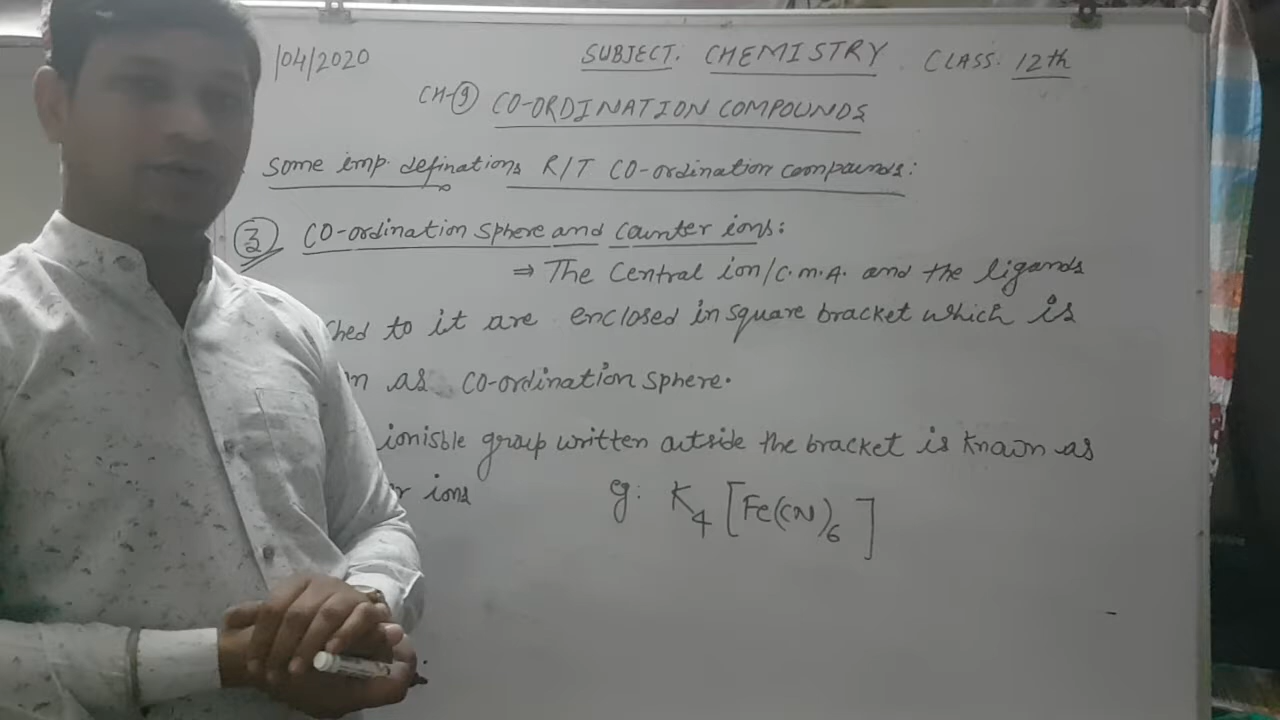 /04/2020 SUBJECT. CHEMISTRY. CLASS. 12th
CH-9 CO-ORDINATION COMPOUNDS
Some imp. definations R/T CO-ordination compounds:
3 CO-ordination Sphere and Counter ions:
⇒ The Central ion/C.M.A. and the ligands
ched to it are enclosed in square bracket which is
n as CO-ordination Sphere.
ionisble group written outside the bracket is known as
r ions eg: K4 [Fe(CN)6]